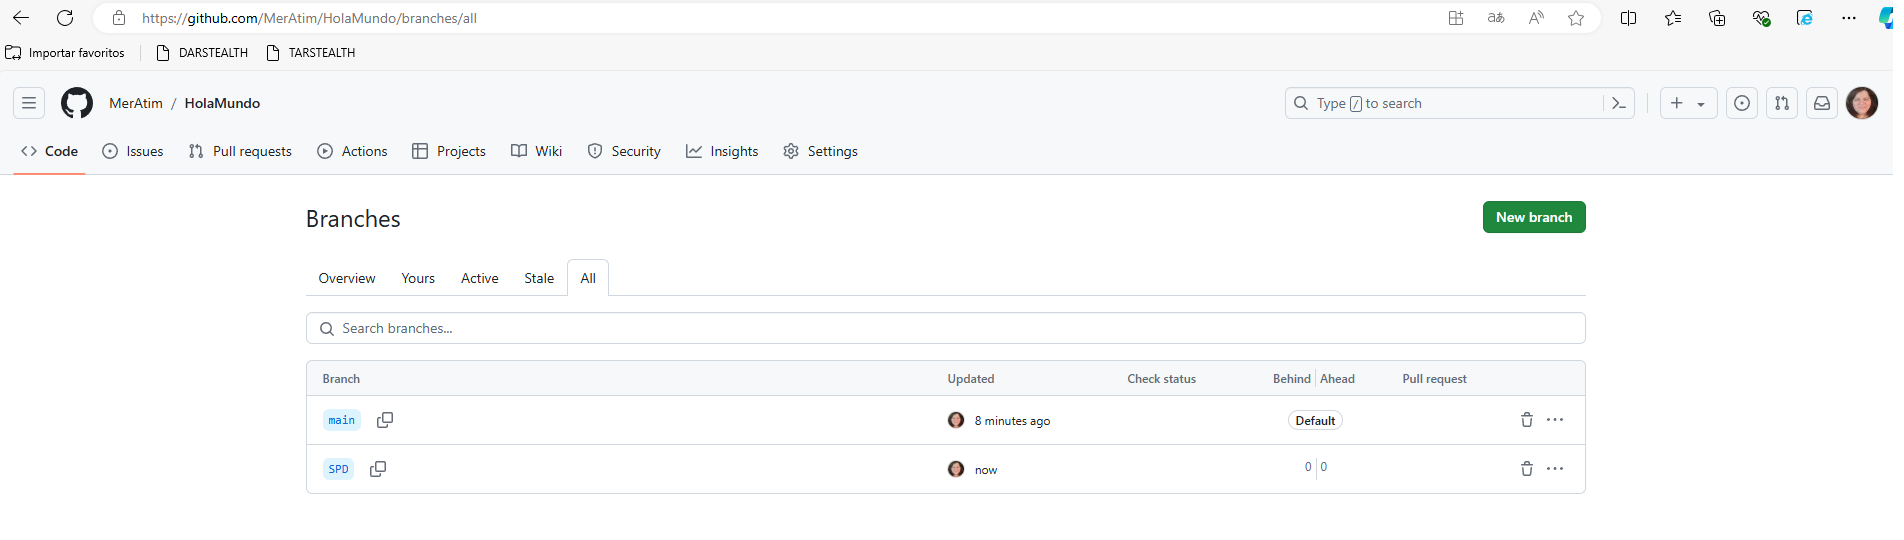 https://github.com/MerAtim/HolaMundo/branches/all
Importar favoritos DARSTEALTH TARSTEALTH
MerAtim / HolaMundo Type / to search
Code Issues Pull requests Actions Projects Wiki Security Insights Settings
Branches New branch
Overview Yours Active Stale All
Search branches...
Branch Updated Check status Behind Ahead Pull request
main 8 minutes ago Default
SPD now 0 0